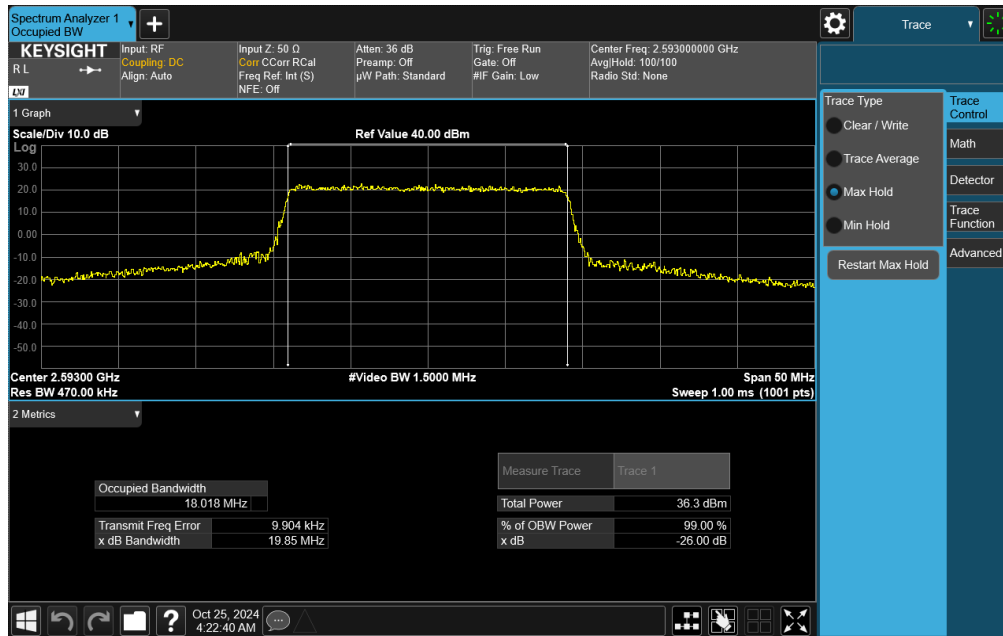 Spectrum Analyzer 1
Occupied BW
Trace
KEYSIGHT
R L
LXI
Input: RF
Coupling: DC
Align: Auto
Input Z: 50 Ω
Corr CCorr RCal
Freq Ref: Int (S)
NFE: Off
Atten: 36 dB
Preamp: Off
µW Path: Standard
Trig: Free Run
Gate: Off
#IF Gain: Low
Center Freq: 2.593000000 GHz
Avg|Hold: 100/100
Radio Std: None
1 Graph
Scale/Div 10.0 dB
Ref Value 40.00 dBm
Log
30.0
20.0
10.0
0.00
-10.0
-20.0
-30.0
-40.0
-50.0
Center 2.59300 GHz
#Video BW 1.5000 MHz
Span 50 MHz
Res BW 470.00 kHz
Sweep 1.00 ms (1001 pts)
2 Metrics
Measure Trace
Trace 1
Occupied Bandwidth
18.018 MHz
Total Power
36.3 dBm
Transmit Freq Error
9.904 kHz
% of OBW Power
99.00 %
x dB Bandwidth
19.85 MHz
x dB
-26.00 dB
Trace Type
Clear / Write
Trace Average
Max Hold
Min Hold
Restart Max Hold
Trace
Control
Math
Detector
Trace
Function
Advanced
?
Oct 25, 2024
4:22:40 AM